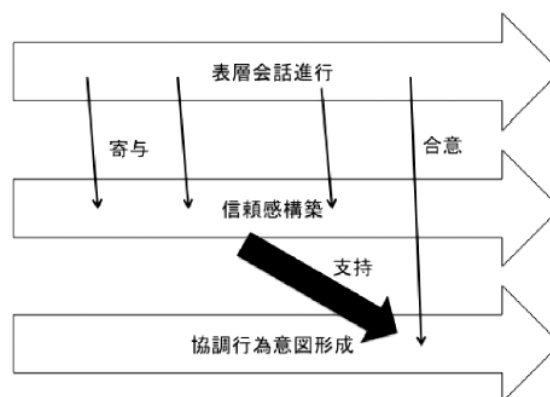 表層会話進行
寄与
合意
信頼感構築
支持
協調行為意図形成